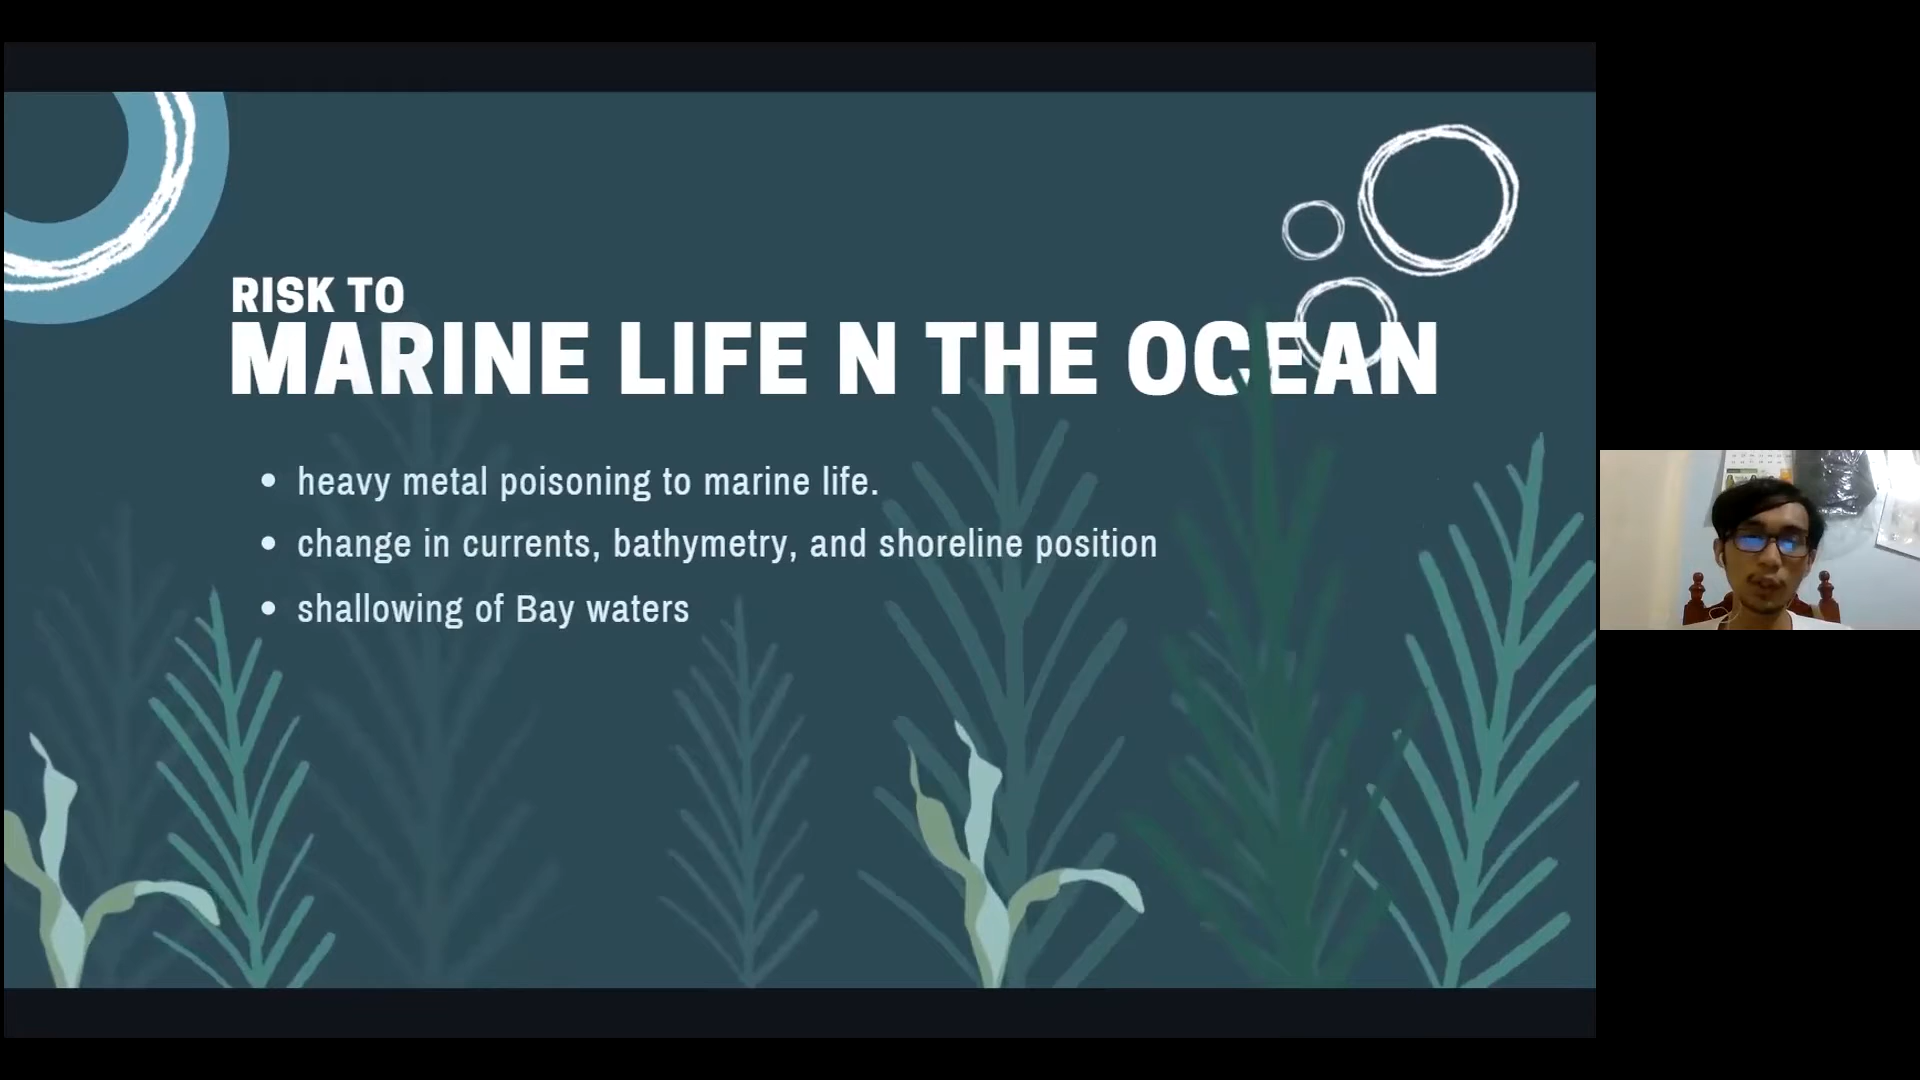 RISK TO
MARINE LIFE N THE OCEAN
• heavy metal poisoning to marine life.
• change in currents, bathymetry, and shoreline position
• shallowing of Bay waters